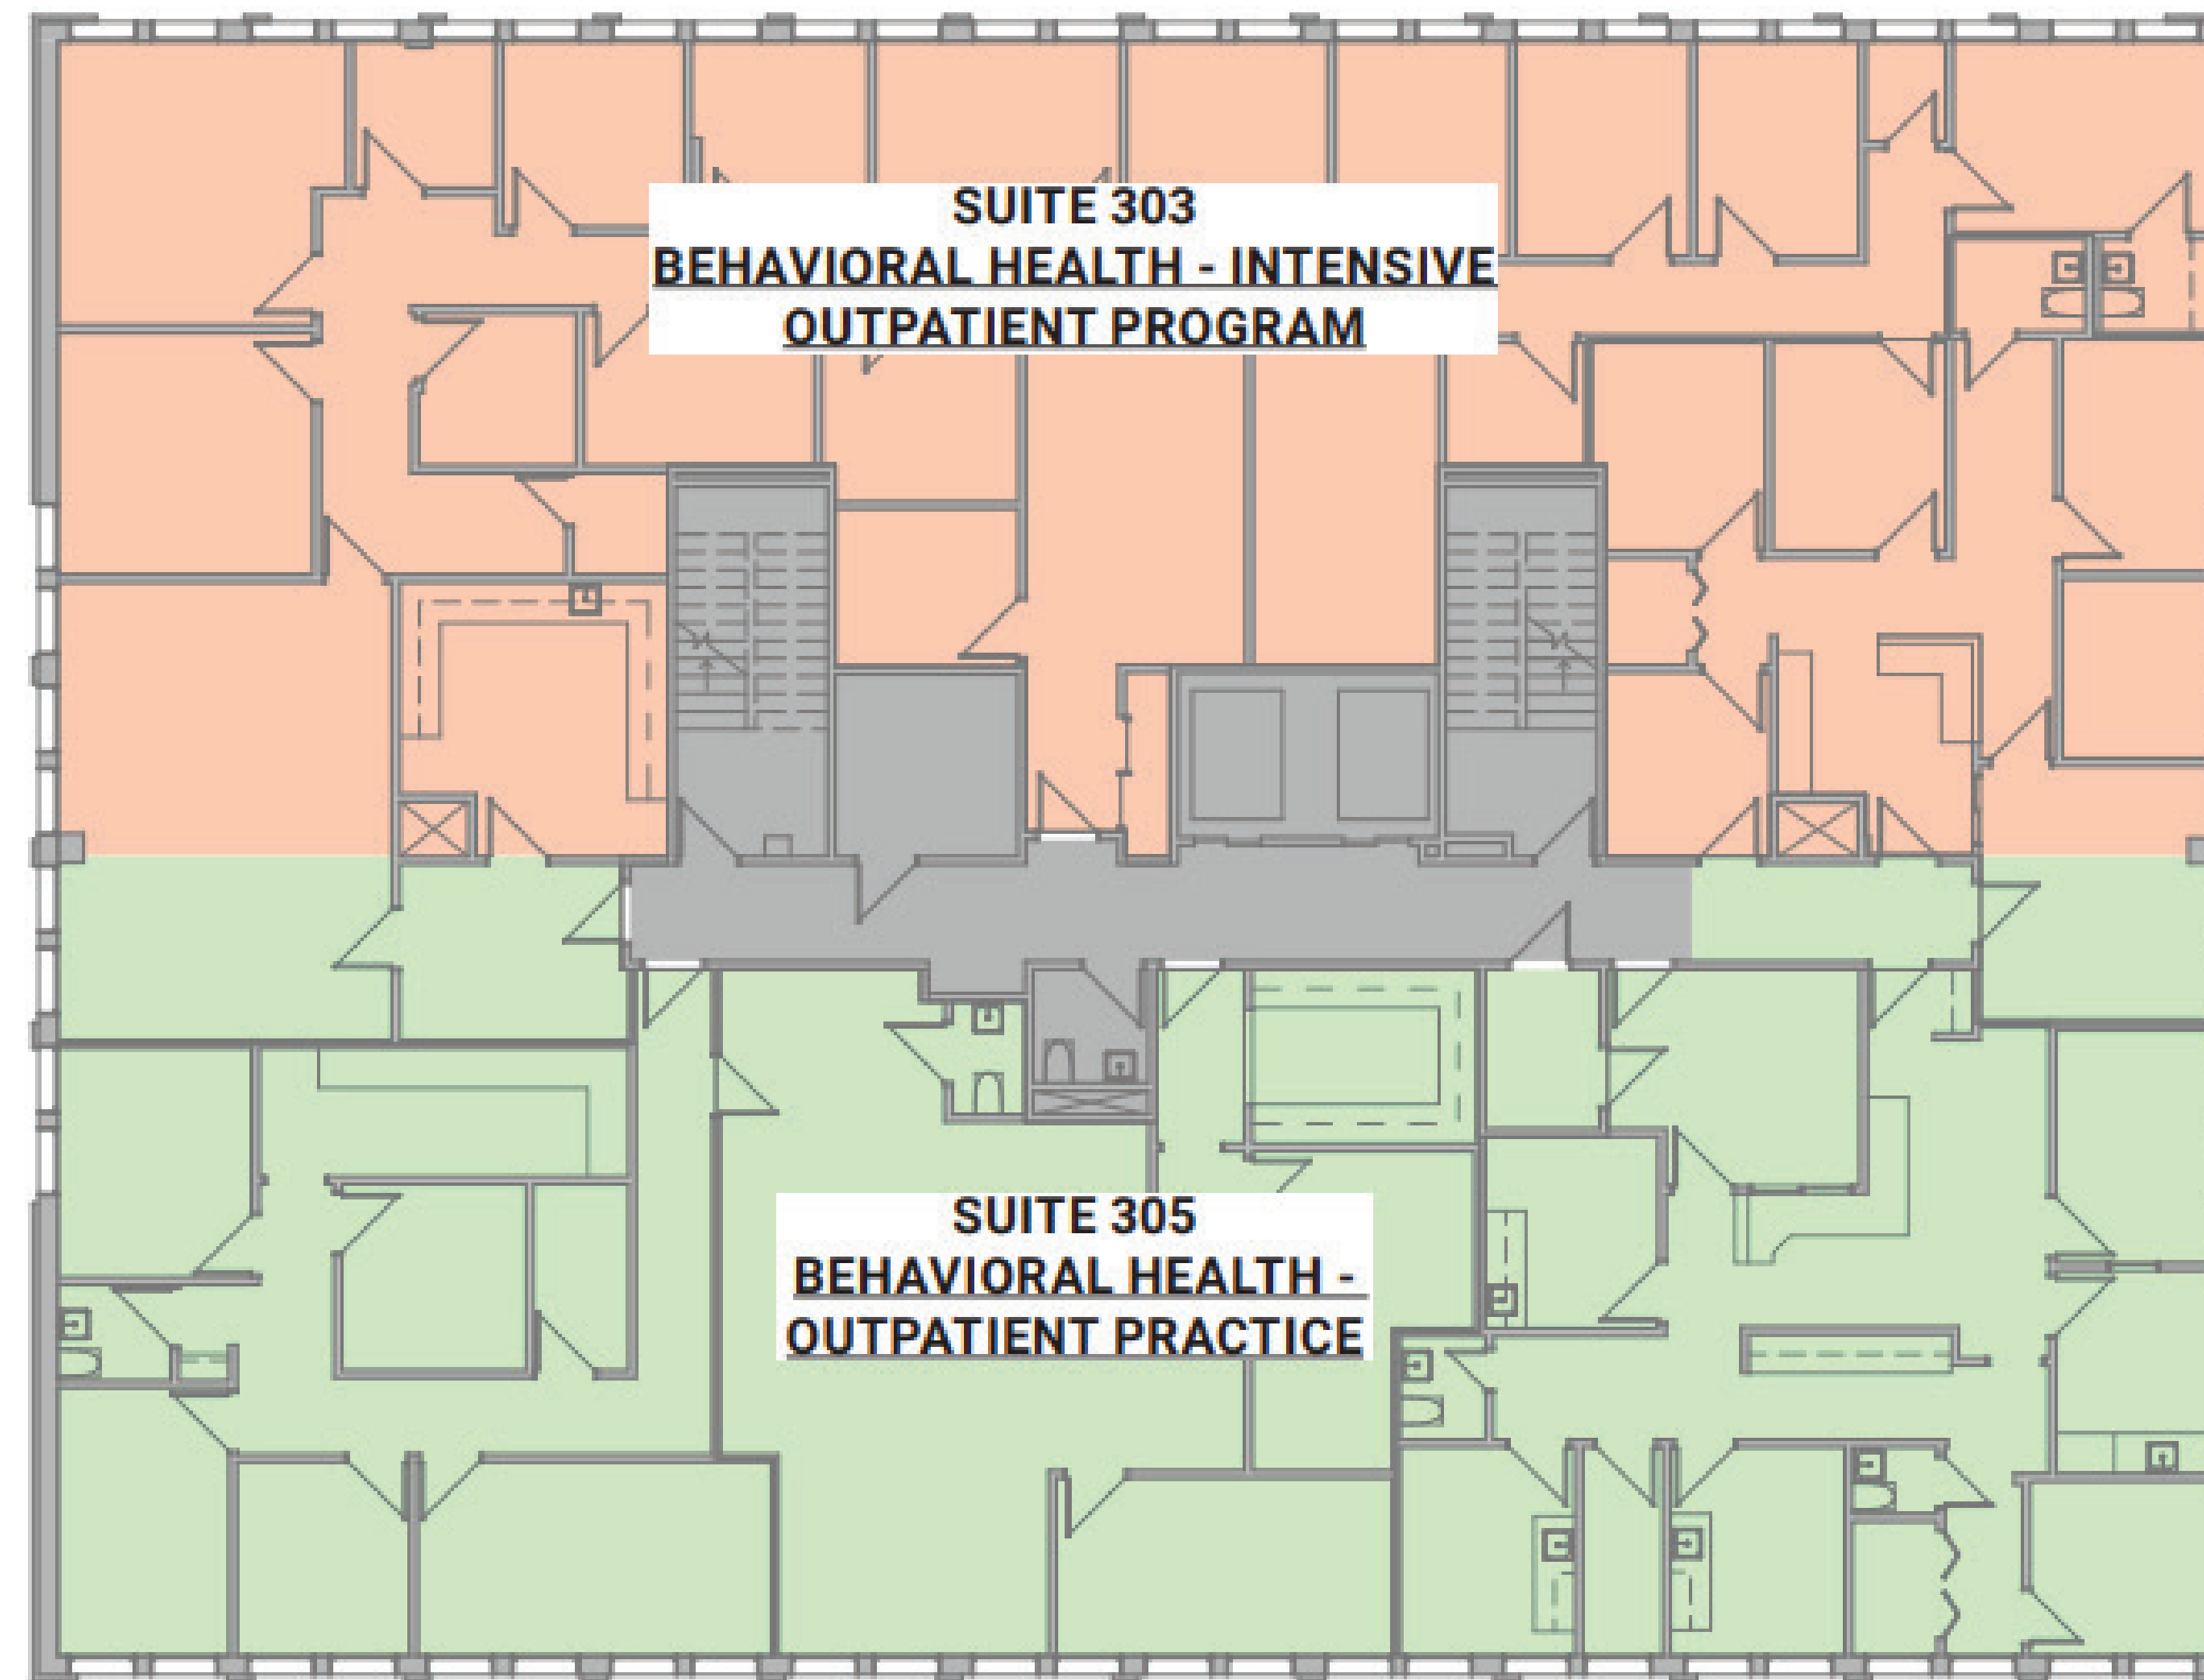 SUITE 303
BEHAVIORAL HEALTH - INTENSIVE
OUTPATIENT PROGRAM
SUITE 305
BEHAVIORAL HEALTH -
OUTPATIENT PRACTICE